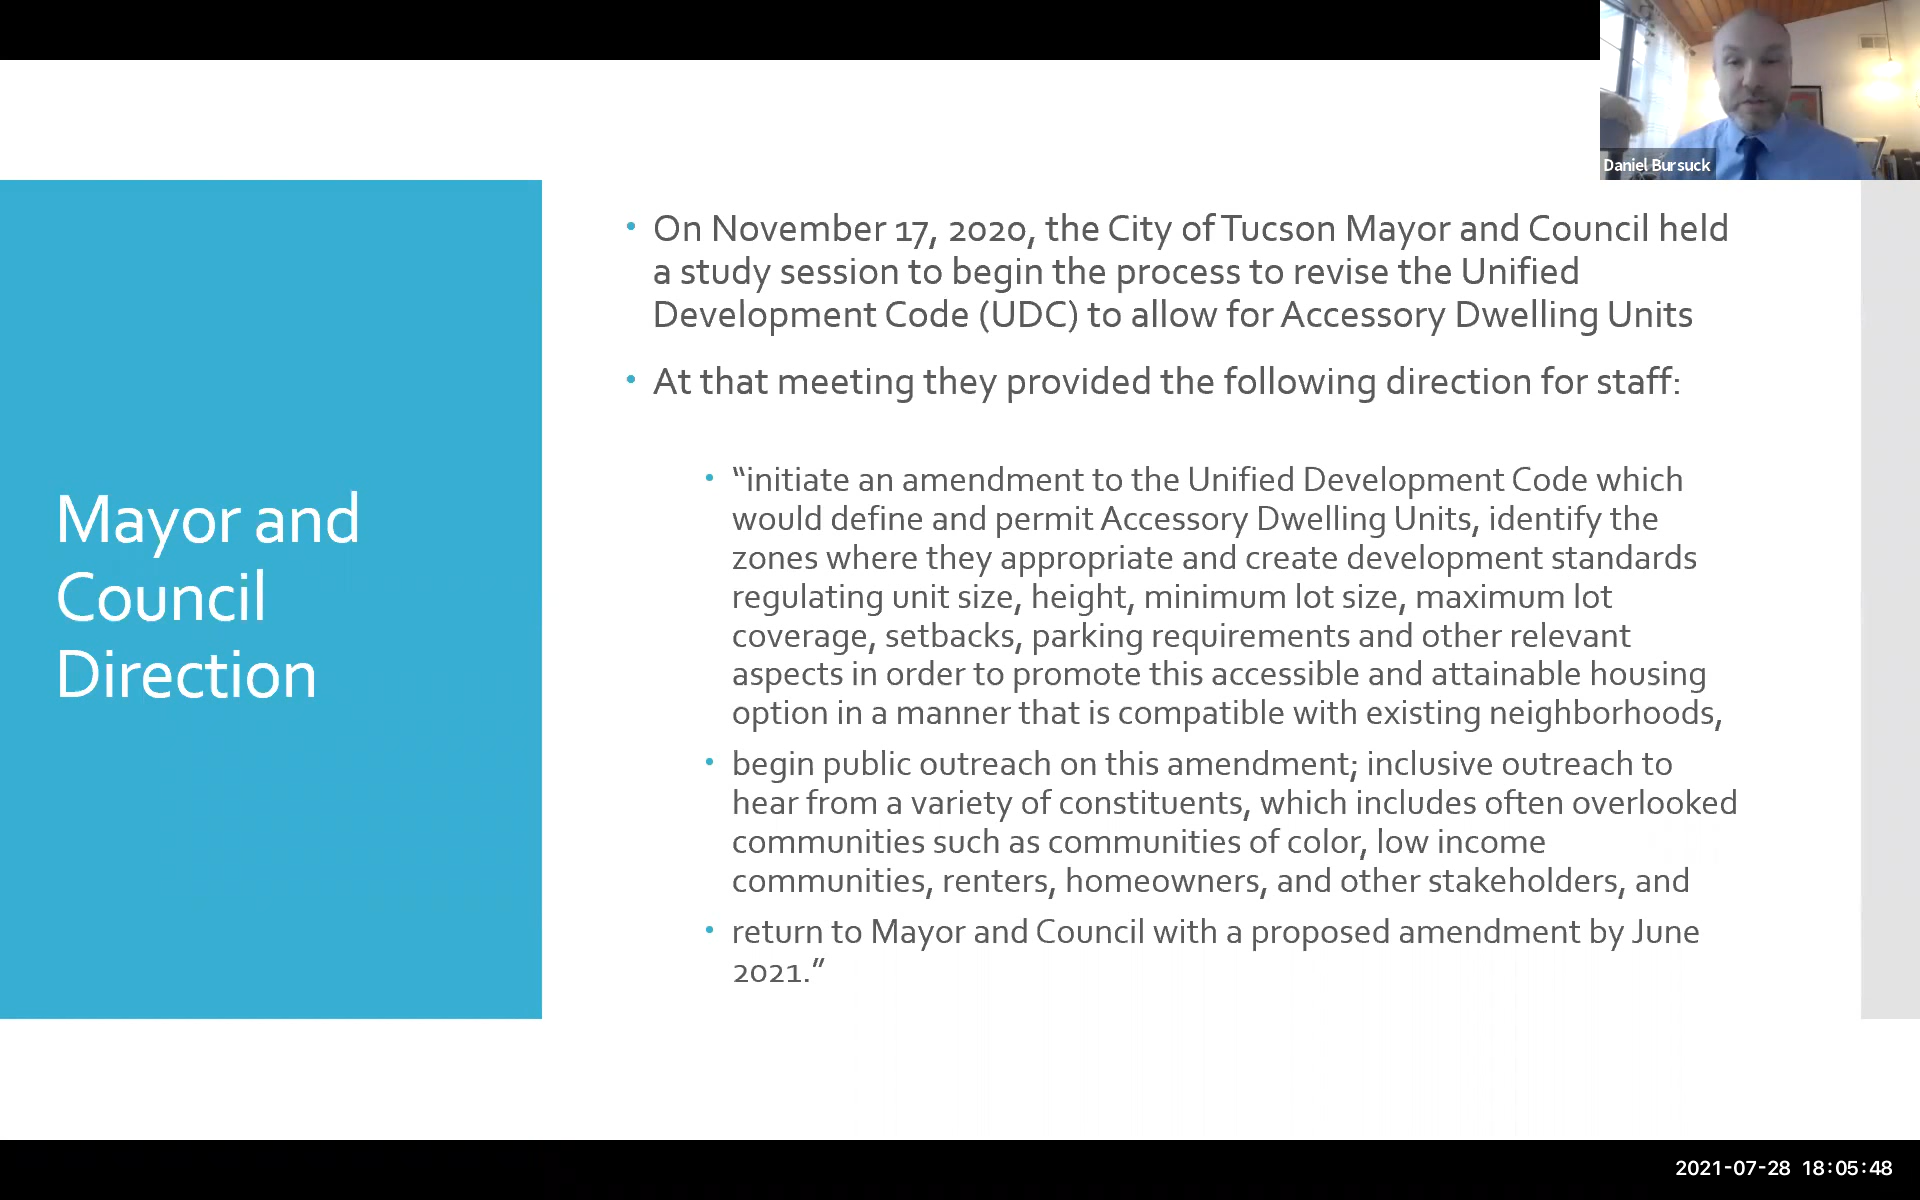 Daniel Bursuck
Mayor and
Council
Direction
• On November 17, 2020, the City of Tucson Mayor and Council held
a study session to begin the process to revise the Unified
Development Code (UDC) to allow for Accessory Dwelling Units
• At that meeting they provided the following direction for staff:
• “initiate an amendment to the Unified Development Code which
would define and permit Accessory Dwelling Units, identify the
zones where they appropriate and create development standards
regulating unit size, height, minimum lot size, maximum lot
coverage, setbacks, parking requirements and other relevant
aspects in order to promote this accessible and attainable housing
option in a manner that is compatible with existing neighborhoods,
• begin public outreach on this amendment; inclusive outreach to
hear from a variety of constituents, which includes often overlooked
communities such as communities of color, low income
communities, renters, homeowners, and other stakeholders, and
• return to Mayor and Council with a proposed amendment by June
2021.”
2021-07-28 18:05:48